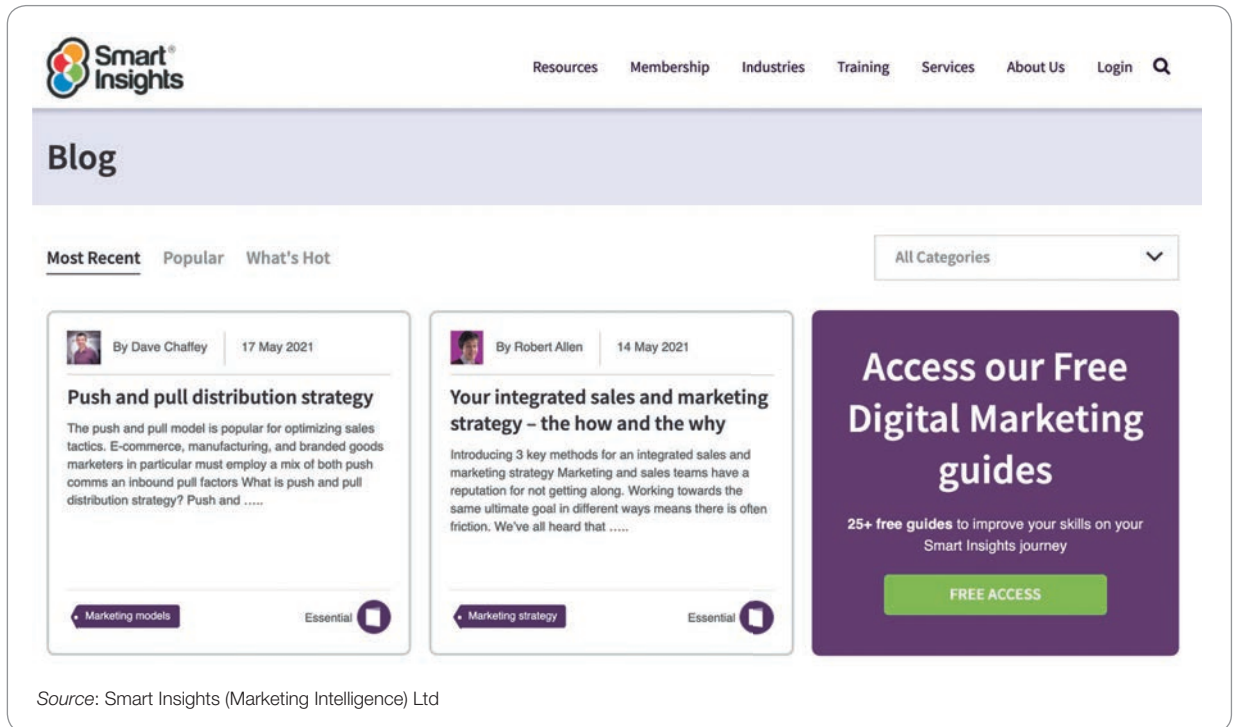 Smart®
Insights
Resources Membership Industries Training Services About Us Login
Blog
Most Recent Popular What's Hot
All Categories
By Dave Chaffey 17 May 2021
Push and pull distribution strategy
The push and pull model is popular for optimizing sales
tactics. E-commerce, manufacturing, and branded goods
marketers in particular must employ a mix of both push
comms an inbound pull factors What is push and pull
distribution strategy? Push and .....
Marketing models Essential
By Robert Allen 14 May 2021
Your integrated sales and marketing
strategy – the how and the why
Introducing 3 key methods for an integrated sales and
marketing strategy Marketing and sales teams have a
reputation for not getting along. Working towards the
same ultimate goal in different ways means there is often
friction. We've all heard that .....
Marketing strategy Essential
Access our Free
Digital Marketing
guides
25+ free guides to improve your skills on your
Smart Insights journey
FREE ACCESS
Source: Smart Insights (Marketing Intelligence) Ltd